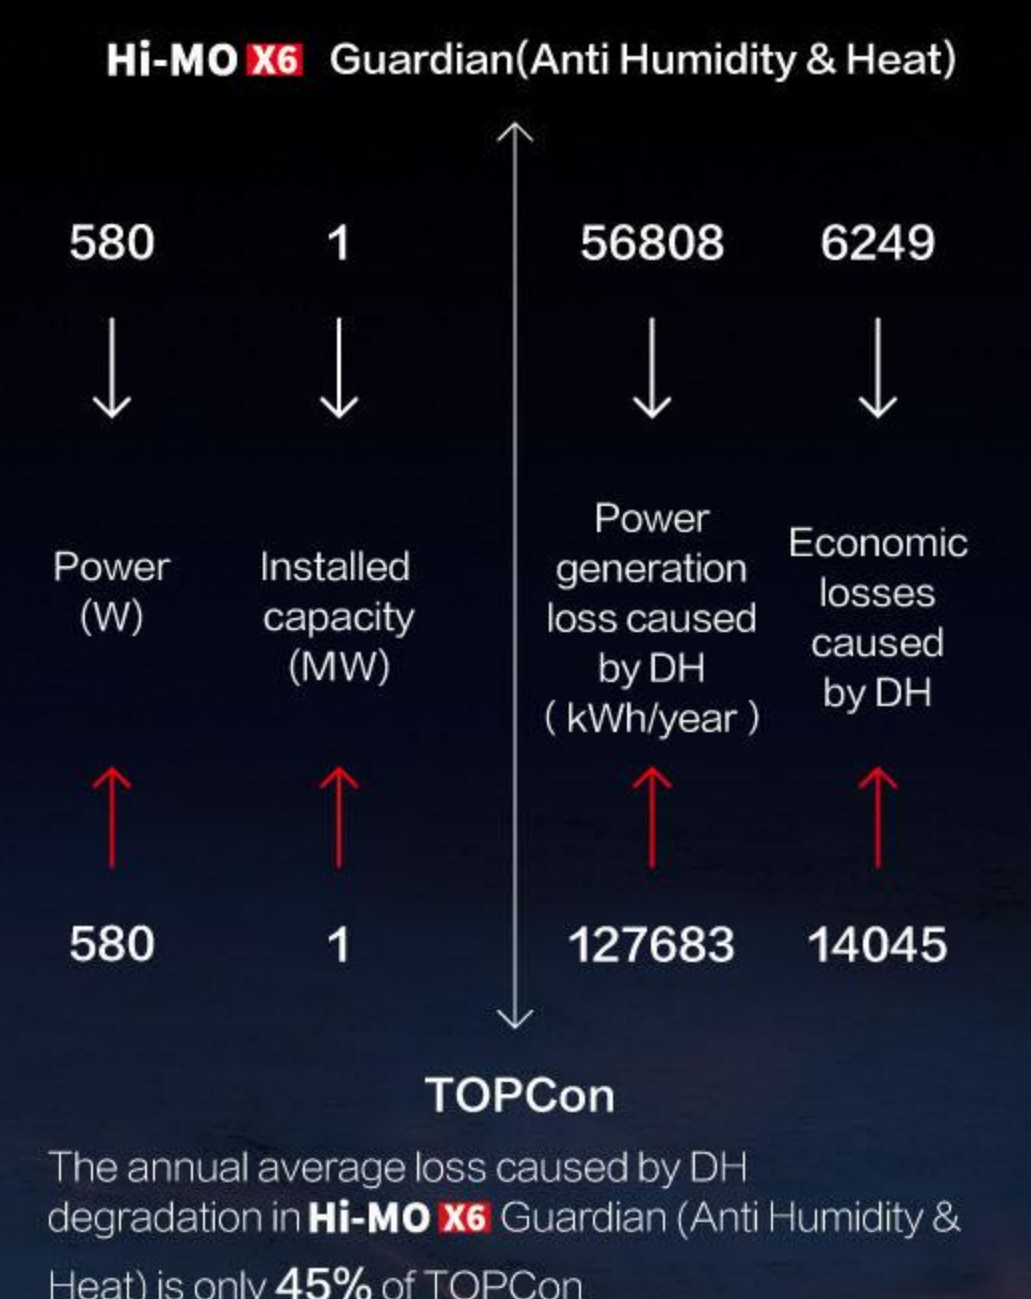 Hi-MO X6 Guardian(Anti Humidity & Heat)
580 1 56808 6249
Power
(W)
Installed
capacity
(MW)
Power
generation
loss caused
by DH
( kWh/year )
Economic
losses
caused
by DH
580 1 127683 14045
TOPCon
The annual average loss caused by DH
degradation in Hi-MO X6 Guardian (Anti Humidity &
Heat) is only 45% of TOPCon